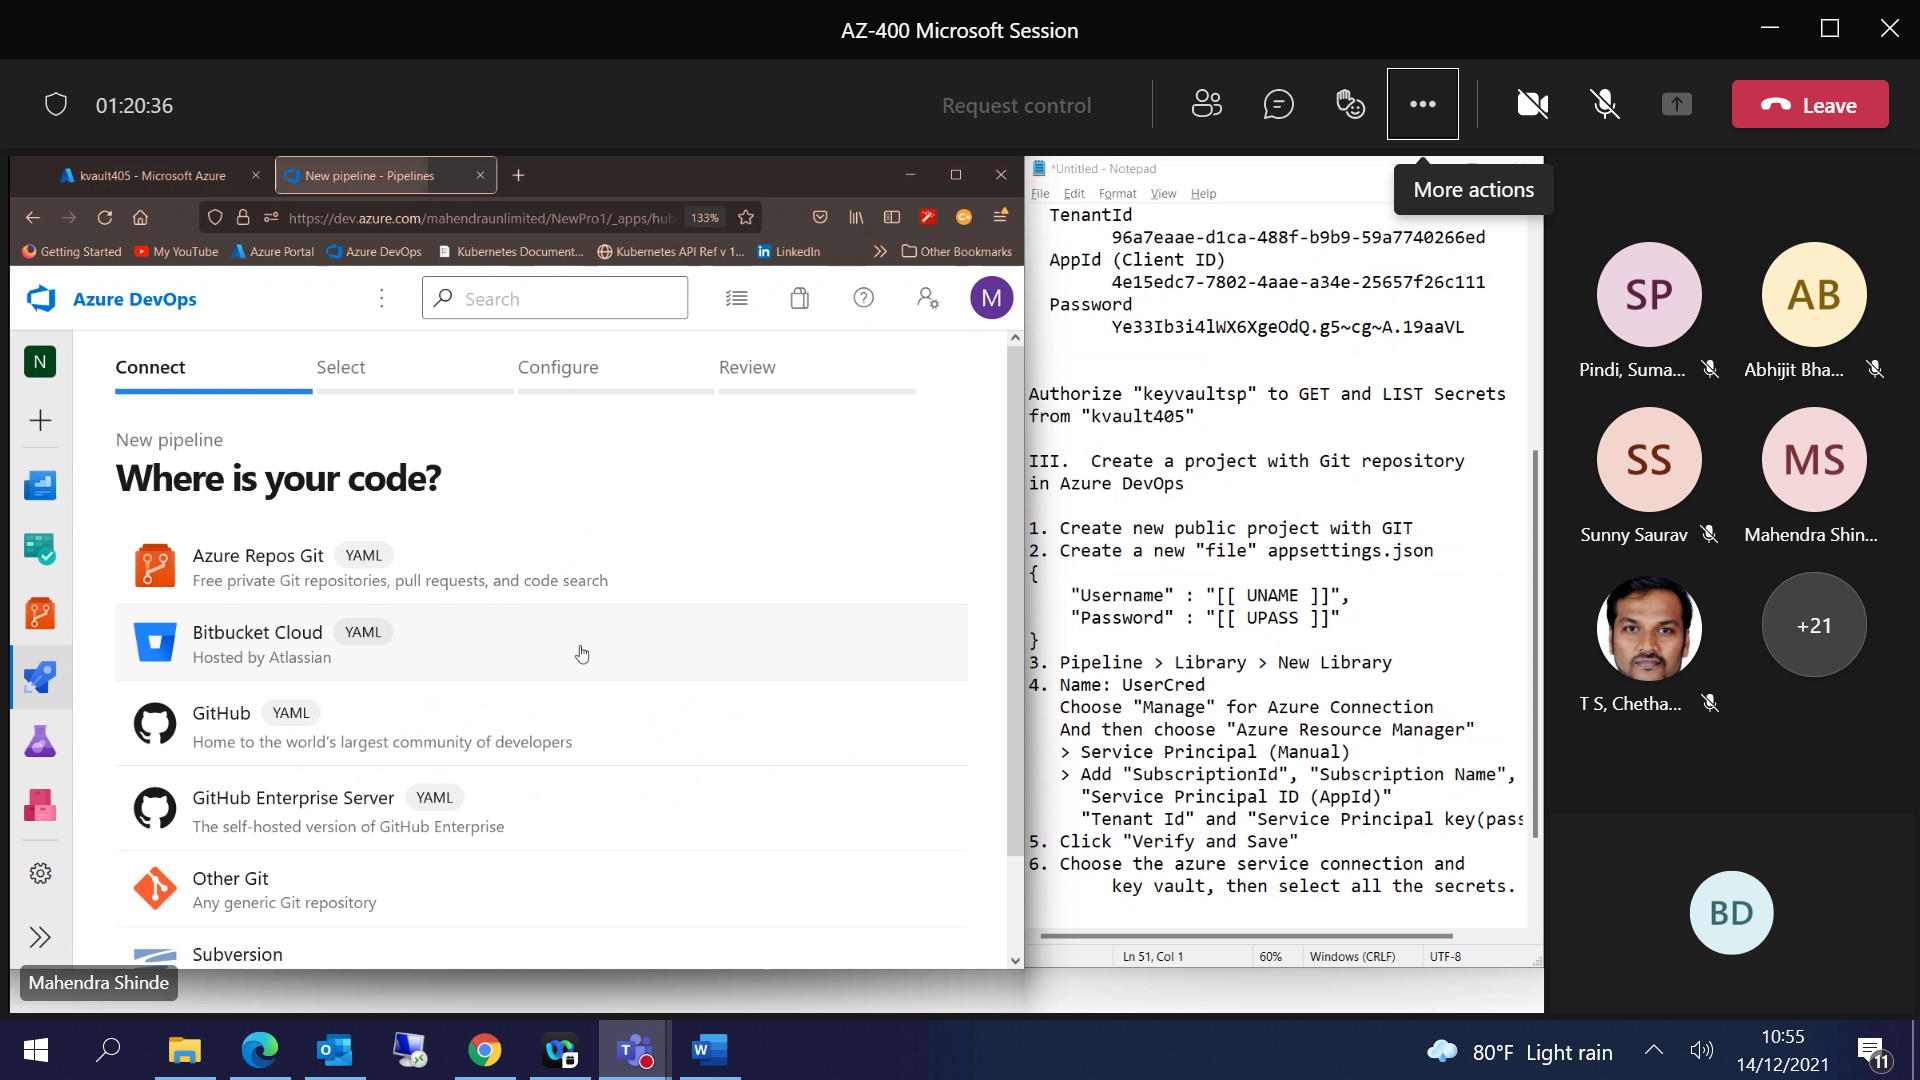 AZ-400 Microsoft Session
01:20:36
Request control
Leave
More actions
kvault405 - Microsoft Azure
New pipeline - Pipelines
https://dev.azure.com/mahendraunlimited/NewPro1/_apps/hub
133%
Getting Started
My YouTube
Azure Portal
Azure DevOps
Kubernetes Document...
Kubernetes API Ref v 1...
LinkedIn
Other Bookmarks
Azure DevOps
Search
M
N
Connect
Select
Configure
Review
New pipeline
Where is your code?
Azure Repos Git YAML
Free private Git repositories, pull requests, and code search
Bitbucket Cloud YAML
Hosted by Atlassian
GitHub YAML
Home to the world's largest community of developers
GitHub Enterprise Server YAML
The self-hosted version of GitHub Enterprise
Other Git
Any generic Git repository
Subversion
Mahendra Shinde
*Untitled - Notepad
File Edit Format View Help
TenantId
96a7eaae-d1ca-488f-b9b9-59a7740266ed
AppId (Client ID)
4e15edc7-7802-4aae-a34e-25657f26c111
Password
Ye33Ib3i4lWX6XgeOdQ.g5~cg~A.19aaVL
Authorize "keyvaultsp" to GET and LIST Secrets
from "kvault405"
III. Create a project with Git repository
in Azure DevOps
1. Create new public project with GIT
2. Create a new "file" appsettings.json
{
"Username" : "[[ UNAME ]]",
"Password" : "[[ UPASS ]]"
}
3. Pipeline > Library > New Library
4. Name: UserCred
Choose "Manage" for Azure Connection
And then choose "Azure Resource Manager"
> Service Principal (Manual)
> Add "SubscriptionId", "Subscription Name",
"Service Principal ID (AppId)"
"Tenant Id" and "Service Principal key(pass
5. Click "Verify and Save"
6. Choose the azure service connection and
key vault, then select all the secrets.
Ln 51, Col 1
60%
Windows (CRLF)
UTF-8
SP
Pindi, Suma...
AB
Abhijit Bha...
SS
Sunny Saurav
MS
Mahendra Shin...
T S, Chetha...
+21
BD
80°F Light rain
10:55
14/12/2021
11